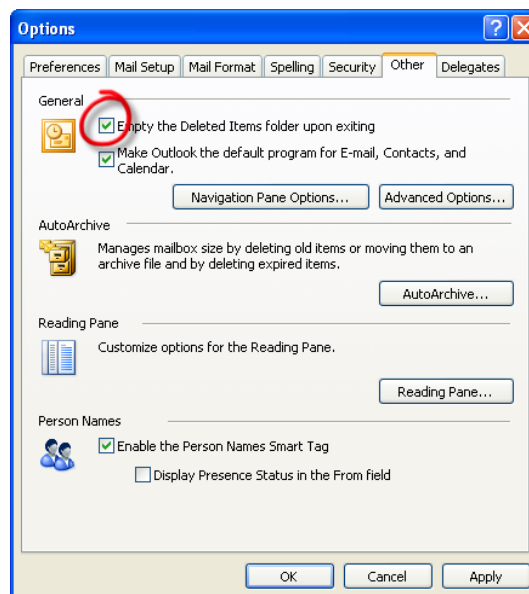 Options
Preferences Mail Setup Mail Format Spelling Security Other Delegates
General
Empty the Deleted Items folder upon exiting
Make Outlook the default program for E-mail, Contacts, and
Calendar.
Navigation Pane Options... Advanced Options...
AutoArchive
Manages mailbox size by deleting old items or moving them to an
archive file and by deleting expired items.
AutoArchive...
Reading Pane
Customize options for the Reading Pane.
Reading Pane...
Person Names
Enable the Person Names Smart Tag
Display Presence Status in the From field
OK Cancel Apply